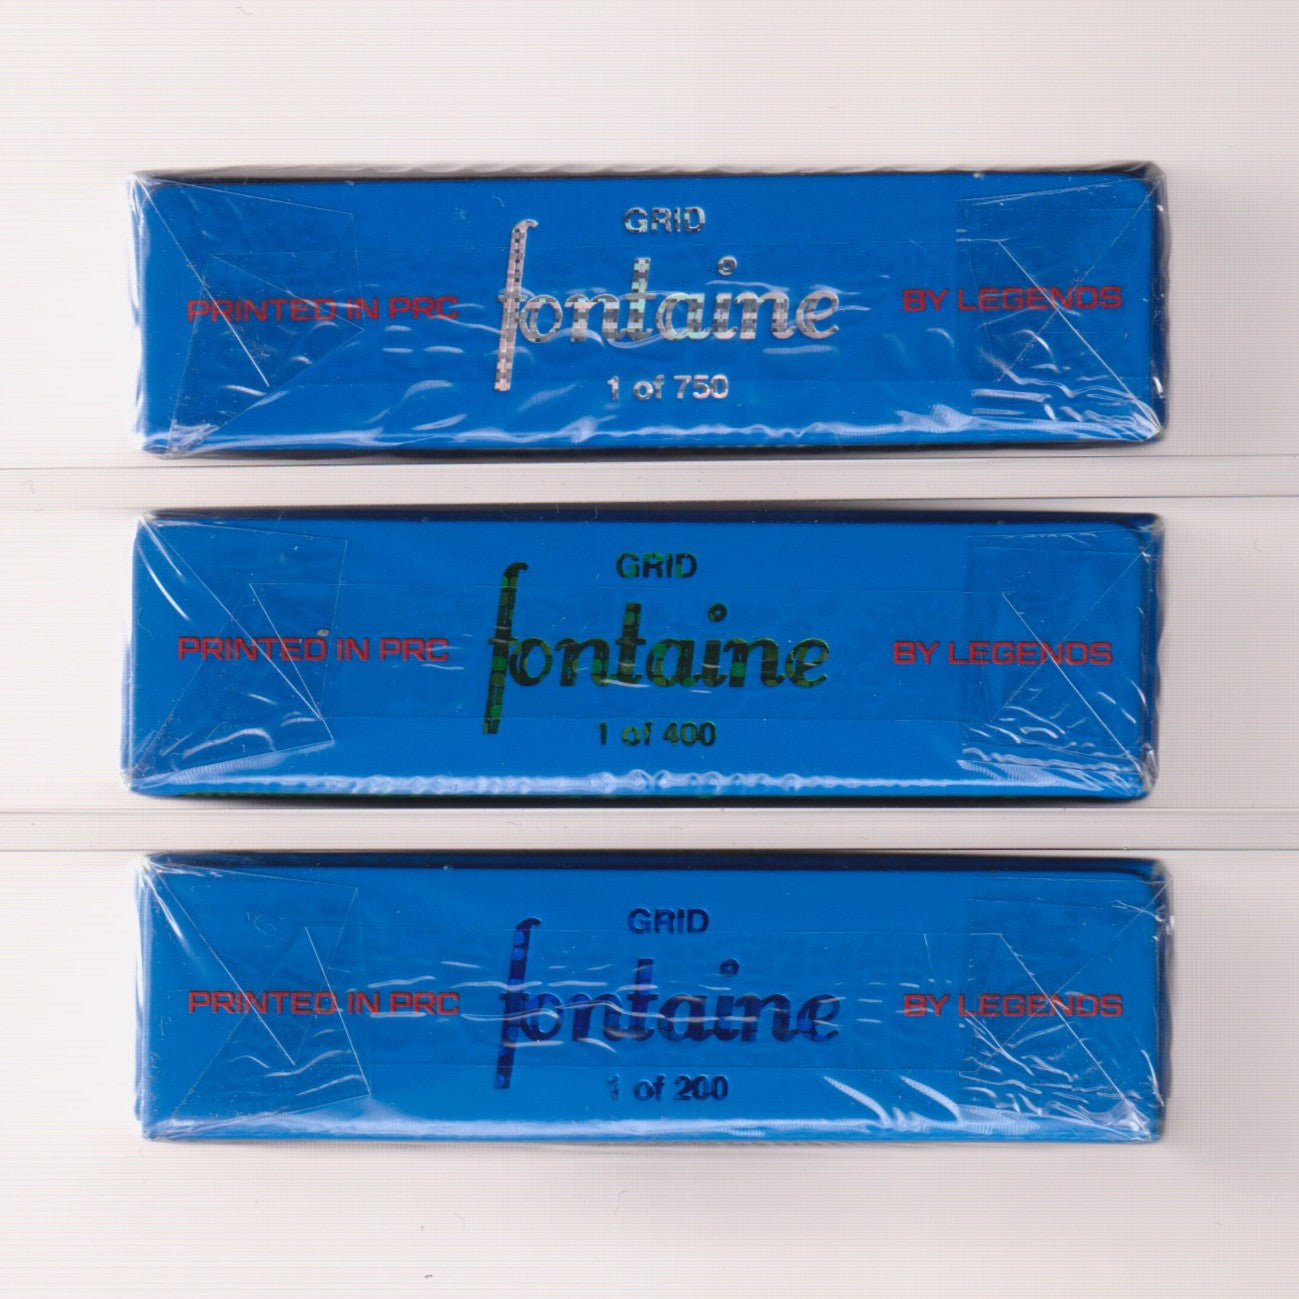 GRID
PRINTED IN PRC fontaine BY LEGENDS
1 of 750
GRID
PRINTED IN PRC fontaine BY LEGENDS
1 of 400
GRID
PRINTED IN PRC fontaine BY LEGENDS
1 of 200